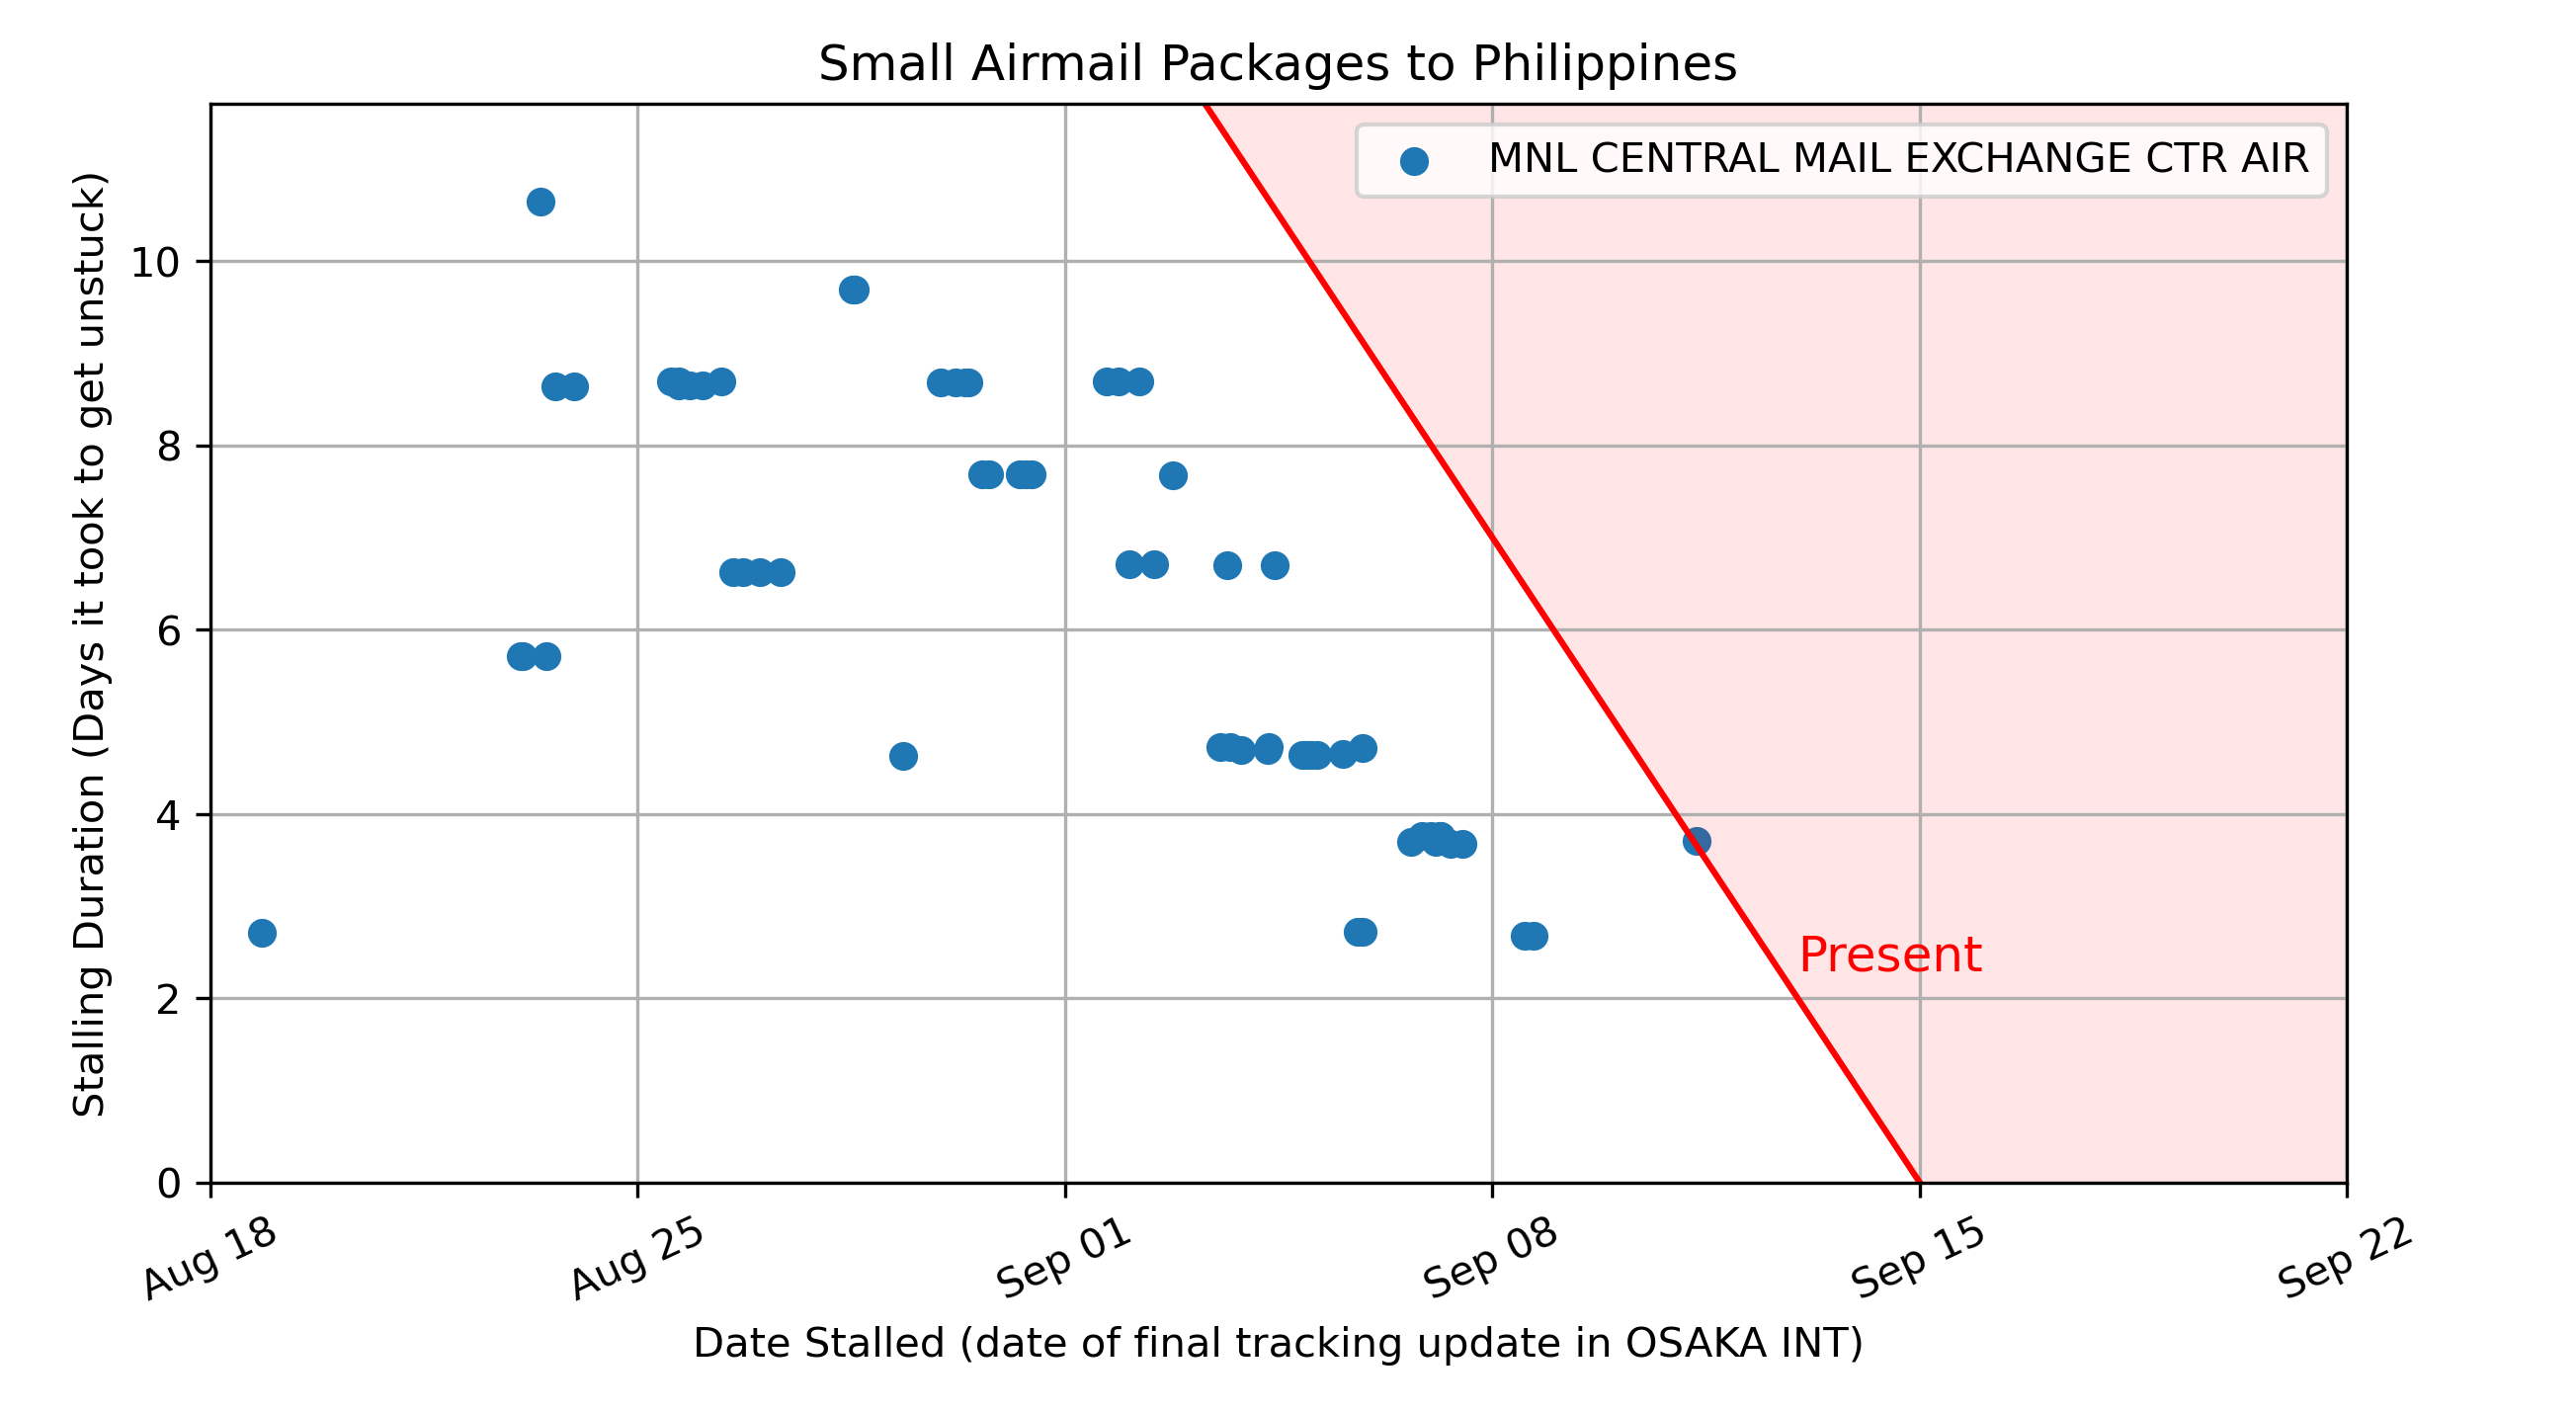 Small Airmail Packages to Philippines
MNL CENTRAL MAIL EXCHANGE CTR AIR
Stalling Duration (Days it took to get unstuck)
10
8
6
4
2
0
Present
Aug 18
Aug 25
Sep 01
Sep 08
Sep 15
Sep 22
Date Stalled (date of final tracking update in OSAKA INT)